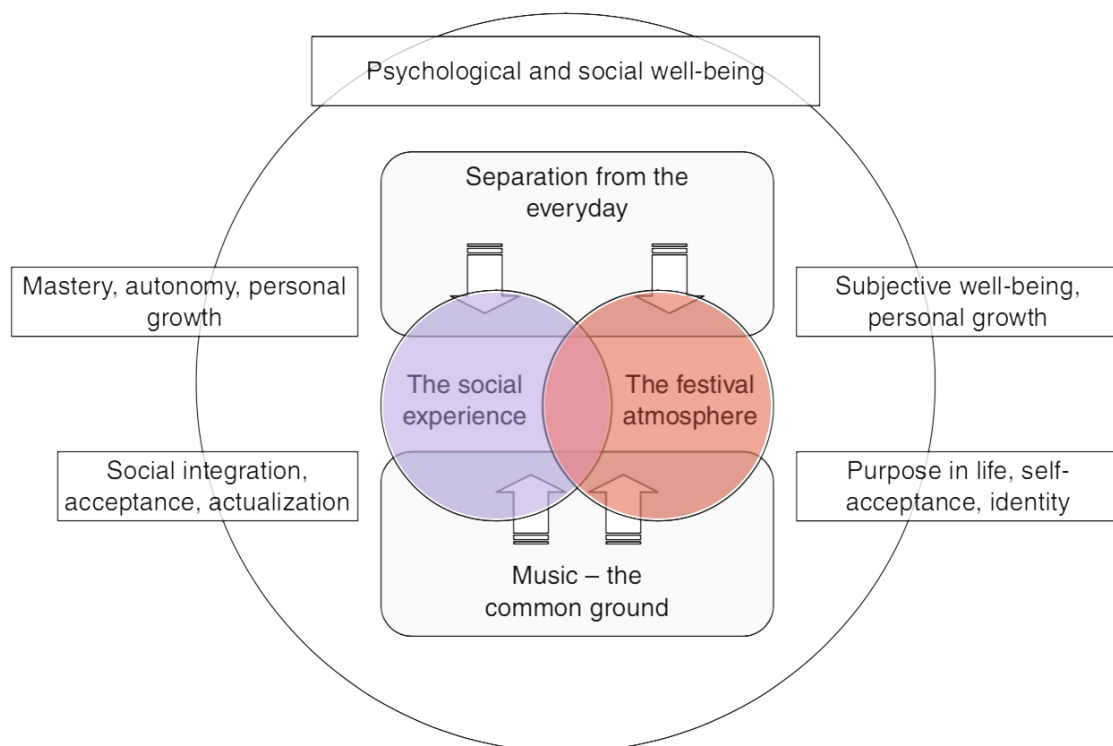 Psychological and social well-being
Separation from the
everyday
Mastery, autonomy, personal
growth
Subjective well-being,
personal growth
The social
experience
The festival
atmosphere
Social integration,
acceptance, actualization
Purpose in life, self-
acceptance, identity
Music – the
common ground